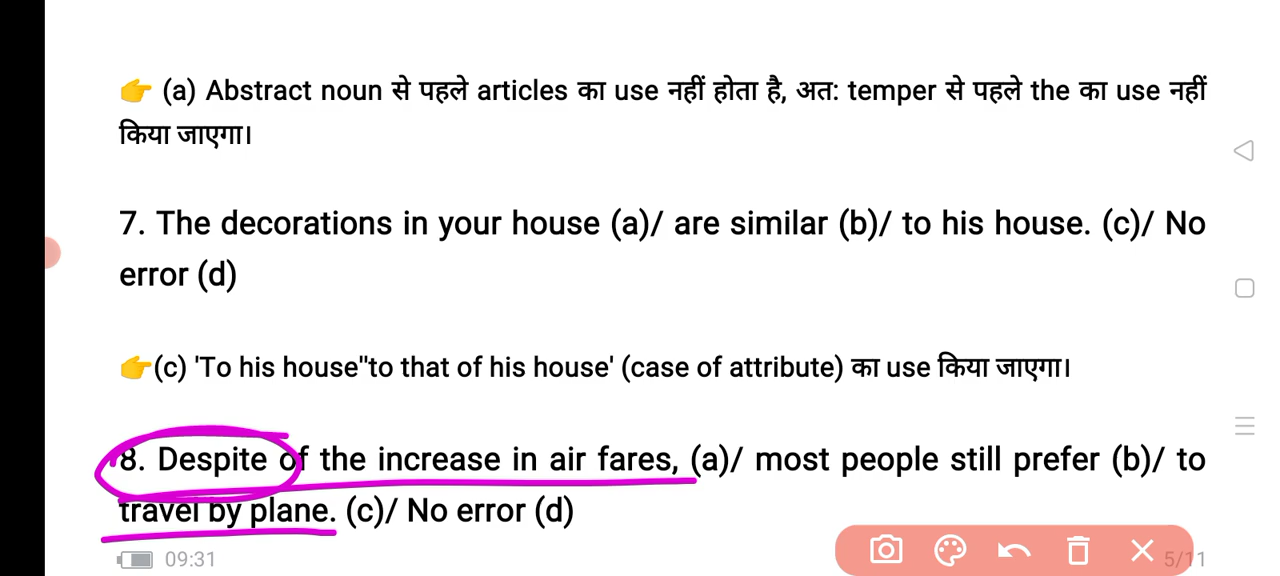 👉 (a) Abstract noun से पहले articles का use नहीं होता है, अत: temper से पहले the का use नहीं
किया जाएगा।
7. The decorations in your house (a)/ are similar (b)/ to his house. (c)/ No
error (d)
👉(c) 'To his house''to that of his house' (case of attribute) का use किया जाएगा।
8. Despite of the increase in air fares, (a)/ most people still prefer (b)/ to
travel by plane. (c)/ No error (d)
09:31
5/11